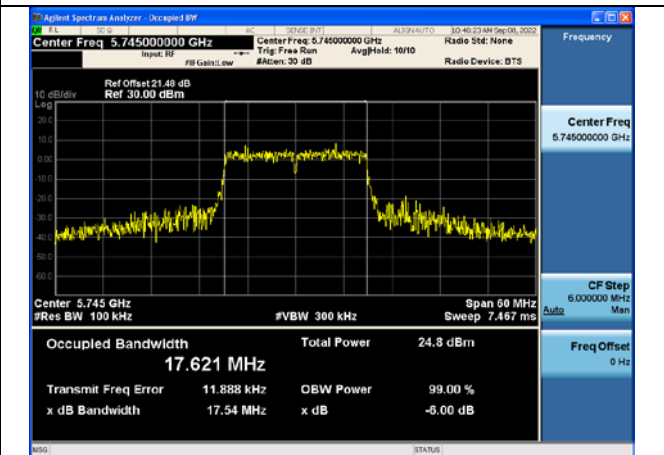 Agilent Spectrum Analyzer - Occupied BW
RL 50 Ω AC SENSE:INT ALIGNAUTO 10:40:23 AM Sep 08, 2022
Center Freq 5.745000000 GHz
Input: RF
#IFGain:Low
Center Freq: 5.745000000 GHz
Trig: Free Run Avg|Hold: 10/10
#Atten: 30 dB
Radio Std: None
Radio Device: BTS
Frequency
Ref Offset 21.48 dB
10 dB/div Ref 30.00 dBm
Log
20.0
10.0
0.00
-10.0
-20.0
-30.0
-40.0
-50.0
-60.0
Center Freq
5.745000000 GHz
Center 5.745 GHz Span 60 MHz
#Res BW 100 kHz #VBW 300 kHz Sweep 7.467 ms
CF Step
6.000000 MHz
Auto Man
Occupied Bandwidth Total Power 24.8 dBm
17.621 MHz
Transmit Freq Error 11.888 kHz OBW Power 99.00 %
x dB Bandwidth 17.54 MHz x dB -6.00 dB
Freq Offset
0 Hz
MSG STATUS